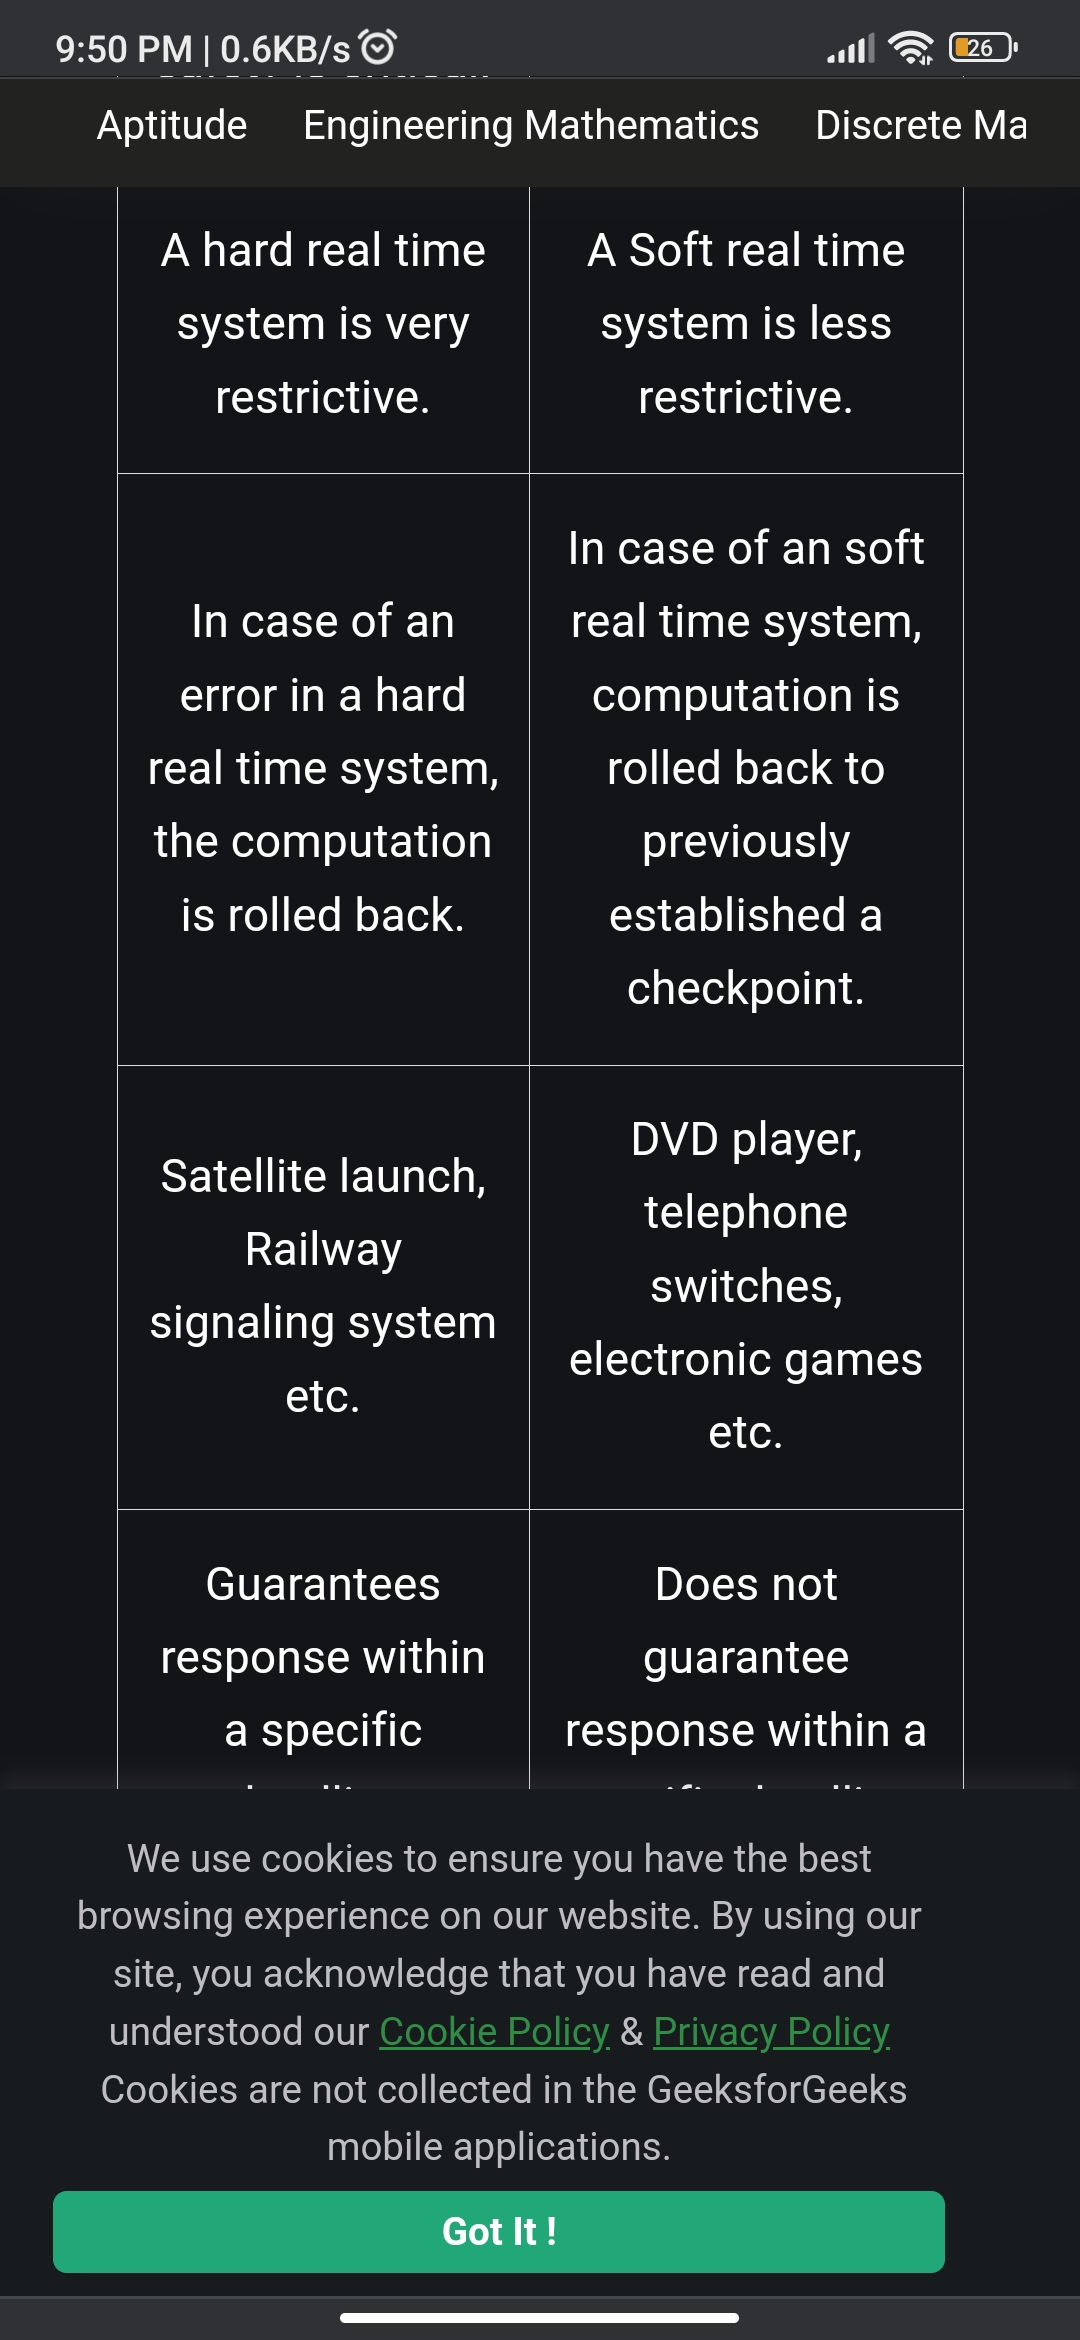 9:50 PM | 0.6KB/s
26
Aptitude Engineering Mathematics Discrete Ma
A hard real time
system is very
restrictive.
A Soft real time
system is less
restrictive.
In case of an
error in a hard
real time system,
the computation
is rolled back.
In case of an soft
real time system,
computation is
rolled back to
previously
established a
checkpoint.
Satellite launch,
Railway
signaling system
etc.
DVD player,
telephone
switches,
electronic games
etc.
Guarantees
response within
a specific
Does not
guarantee
response within a
We use cookies to ensure you have the best
browsing experience on our website. By using our
site, you acknowledge that you have read and
understood our Cookie Policy & Privacy Policy
Cookies are not collected in the GeeksforGeeks
mobile applications.
Got It !